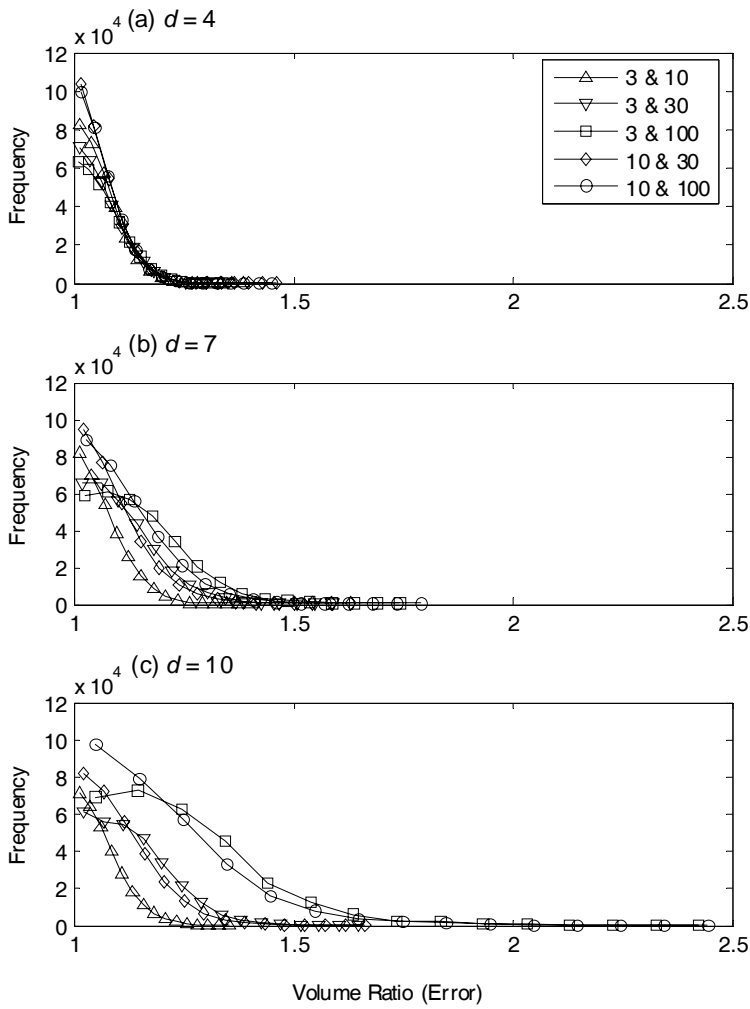 x 10^4 (a) d = 4
12
10
8
6
4
2
0
Frequency
3 & 10
3 & 30
3 & 100
10 & 30
10 & 100
1 1.5 2 2.5
x 10^4 (b) d = 7
12
10
8
6
4
2
0
Frequency
1 1.5 2 2.5
x 10^4 (c) d = 10
12
10
8
6
4
2
0
Frequency
1 1.5 2 2.5
Volume Ratio (Error)